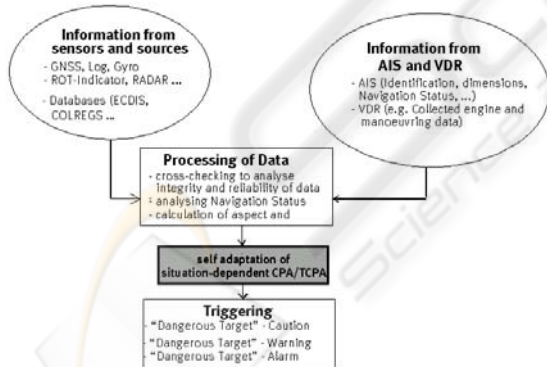 Information from
sensors and sources
- GNSS, Log, Gyro
- ROT-Indicator, RADAR ...
- Databases (ECDIS,
COLREGS ...
Information from
AIS and VDR
- AIS (Identification, dimensions,
Navigation Status, ...)
- VDR (e.g. Collected engine and
manoeuvring data)
Processing of Data
- cross-checking to analyse
integrity and reliability of data
- analysing Navigation Status
- calculation of aspect and
self adaptation of
situation-dependent CPA/TCPA
Triggering
- "Dangerous Target" - Caution
- "Dangerous Target" - Warning
- "Dangerous Target" - Alarm
Science